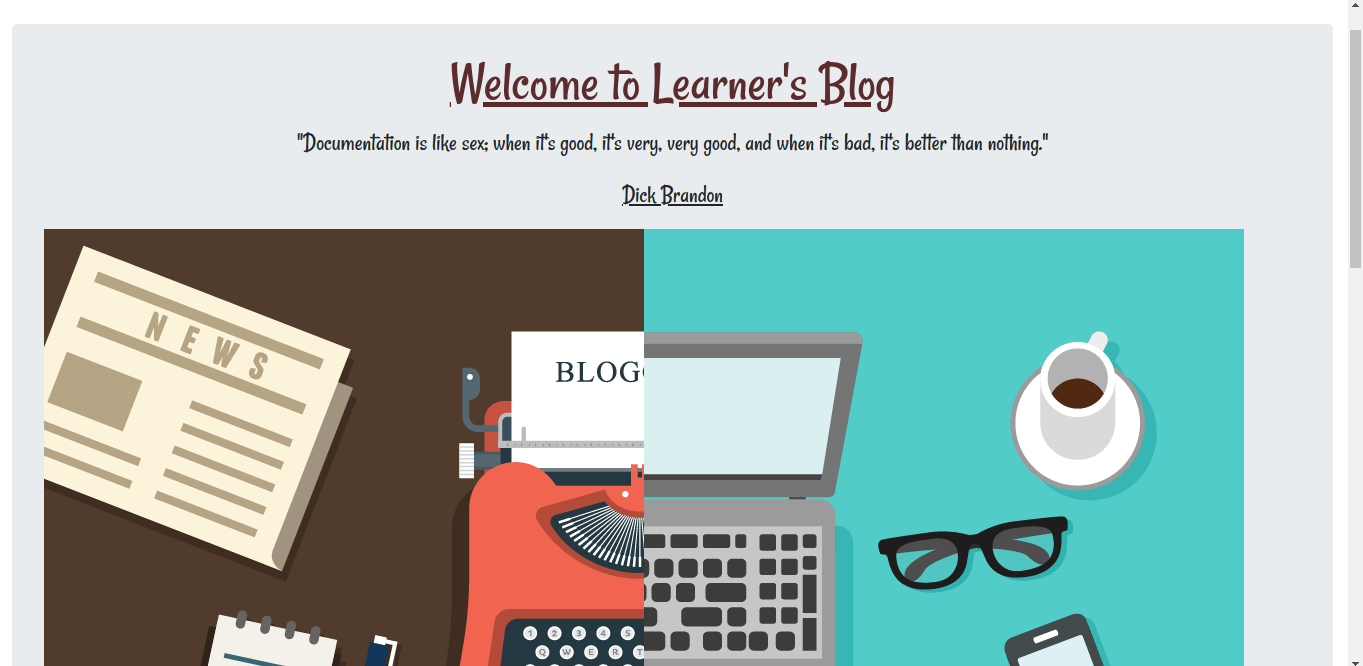 Welcome to Learner's Blog
"Documentation is like sex; when it's good, it's very, very good, and when it's bad, it's better than nothing."
Dick Brandon
NEWS
BLOG
1 2 3 4 5
Q W E R T